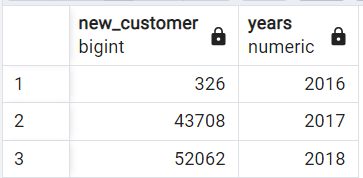 new_customer years
bigint numeric
1 326 2016
2 43708 2017
3 52062 2018